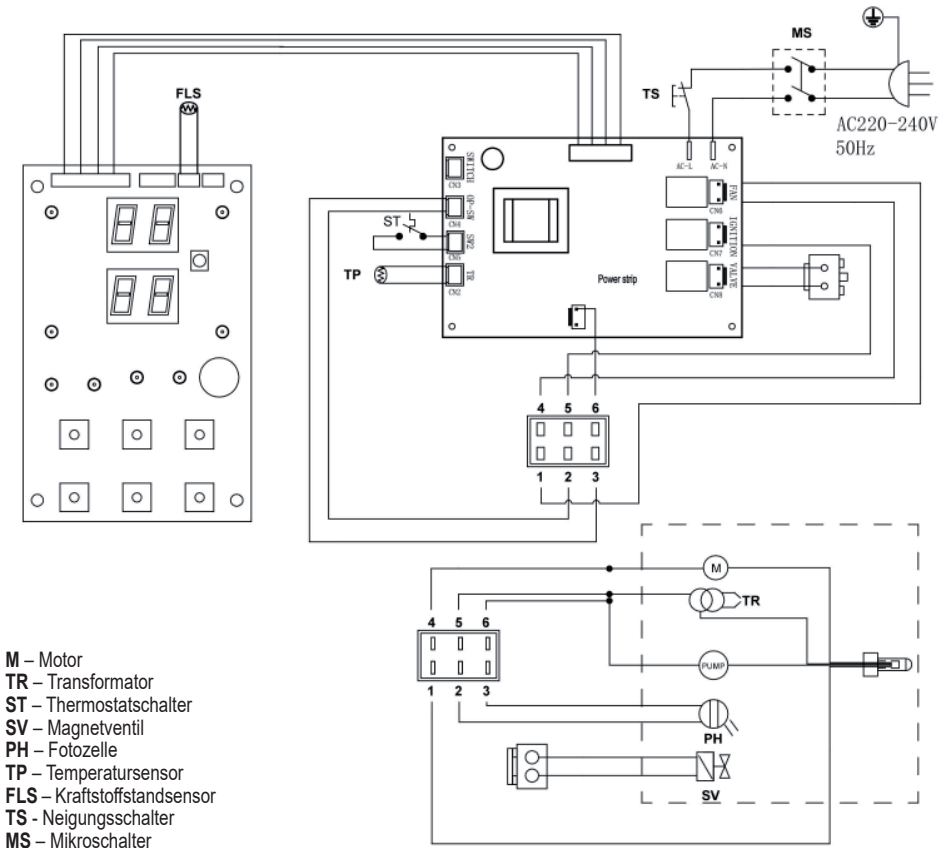 MS
FLS
TS
AC220-240V
50Hz
AC-L
AC-N
SWITCH
CN3
OP-SW
CN4
ST
SW2
CN5
TP
TR
CN2
FAN
CN6
IGNITION
CN7
VALVE
CN8
Power strip
88
88
4 5 6
1 2 3
M
TR
4 5 6
PUMP
1 2 3
PH
SV
M – Motor
TR – Transformator
ST – Thermostatschalter
SV – Magnetventil
PH – Fotozelle
TP – Temperatursensor
FLS – Kraftstoffstandsensor
TS - Neigungsschalter
MS – Mikroschalter